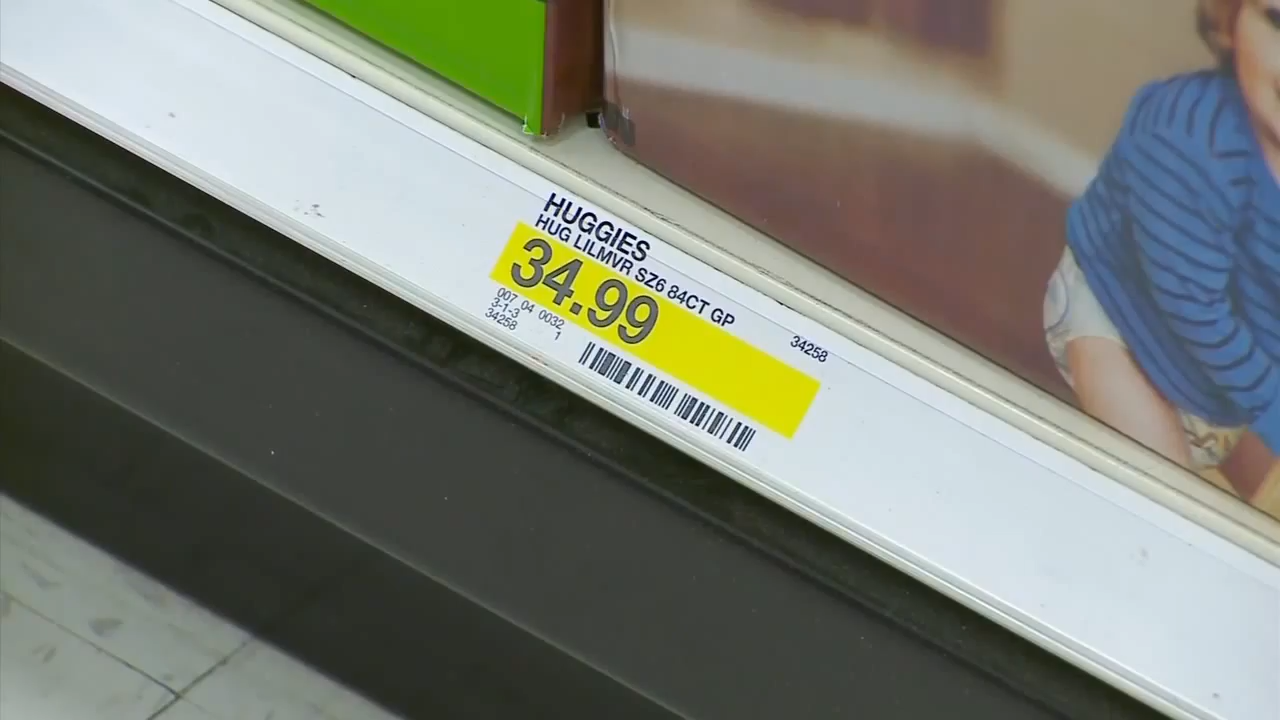 HUGGIES
HUG LILMVR SZ6 84CT GP
34.99
007 04 0032
3-1-3 1
34258
34258